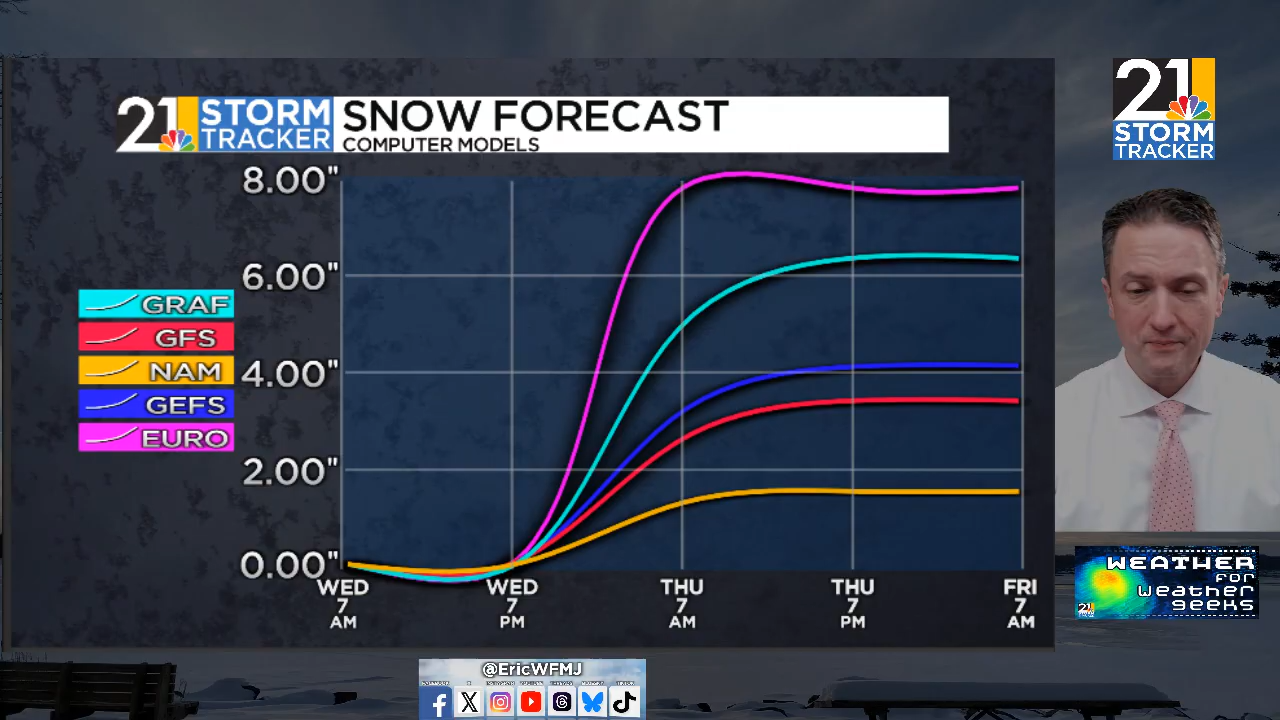 21 STORM TRACKER
SNOW FORECAST
COMPUTER MODELS
8.00"
6.00"
4.00"
2.00"
0.00"
GRAF
GFS
NAM
GEFS
EURO
WED 7 AM
WED 7 PM
THU 7 AM
THU 7 PM
FRI 7 AM
21
STORM
TRACKER
WEATHER
FOR
weather
geeks
21
@EricWFMJ